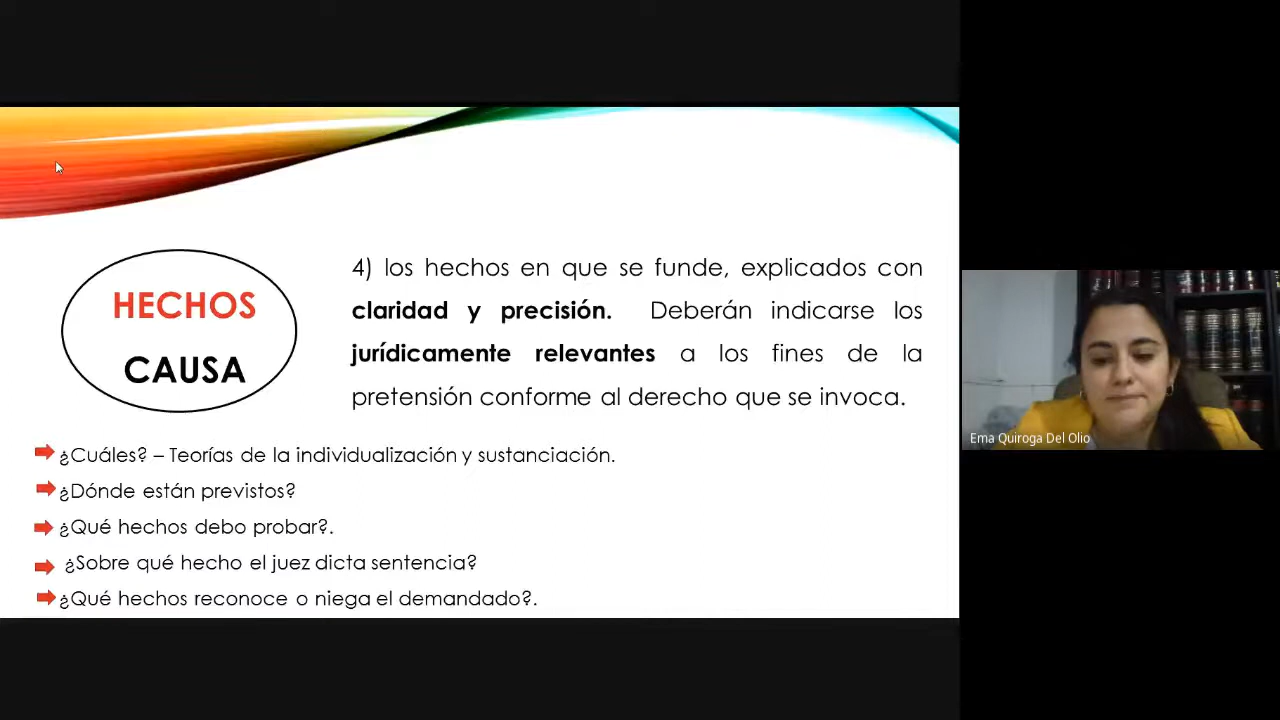 HECHOS
CAUSA
4) los hechos en que se funde, explicados con
claridad y precisión. Deberán indicarse los
jurídicamente relevantes a los fines de la
pretensión conforme al derecho que se invoca.
¿Cuáles? – Teorías de la individualización y sustanciación.
¿Dónde están previstos?
¿Qué hechos debo probar?.
¿Sobre qué hecho el juez dicta sentencia?
¿Qué hechos reconoce o niega el demandado?.
Ema Quiroga Del Olio